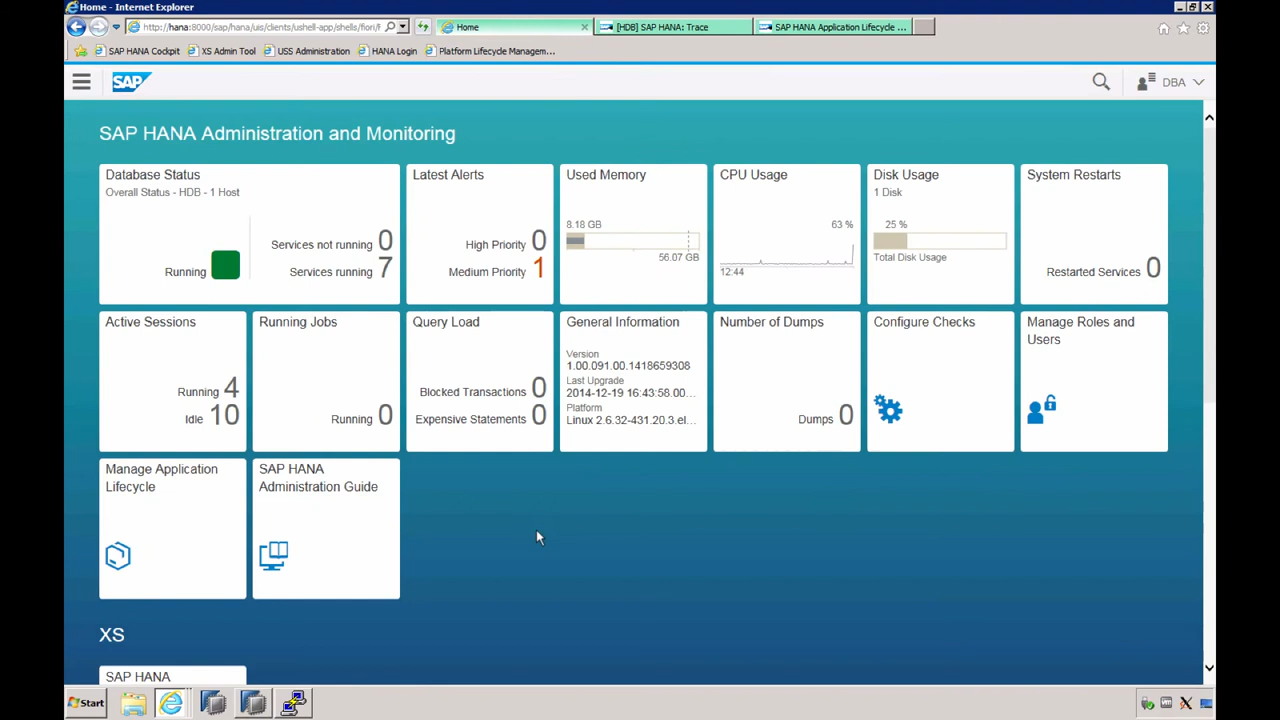 Home - Internet Explorer
http://hana:8000/sap/hana/uis/clients/ushell-app/shells/fiori/F
Home
[HDB] SAP HANA: Trace
SAP HANA Application Lifecycle ...
SAP HANA Cockpit
XS Admin Tool
USS Administration
HANA Login
Platform Lifecycle Managem...
SAP
DBA
SAP HANA Administration and Monitoring
Database Status
Overall Status - HDB - 1 Host
Running
Services not running 0
Services running 7
Latest Alerts
High Priority 0
Medium Priority 1
Used Memory
8.18 GB
56.07 GB
CPU Usage
63 %
12:44
Disk Usage
1 Disk
25 %
Total Disk Usage
System Restarts
Restarted Services 0
Active Sessions
Running 4
Idle 10
Running Jobs
Running 0
Query Load
Blocked Transactions 0
Expensive Statements 0
General Information
Version
1.00.091.00.1418659308
Last Upgrade
2014-12-19 16:43:58.00...
Platform
Linux 2.6.32-431.20.3.el...
Number of Dumps
Dumps 0
Configure Checks
Manage Roles and
Users
Manage Application
Lifecycle
SAP HANA
Administration Guide
XS
SAP HANA
Start